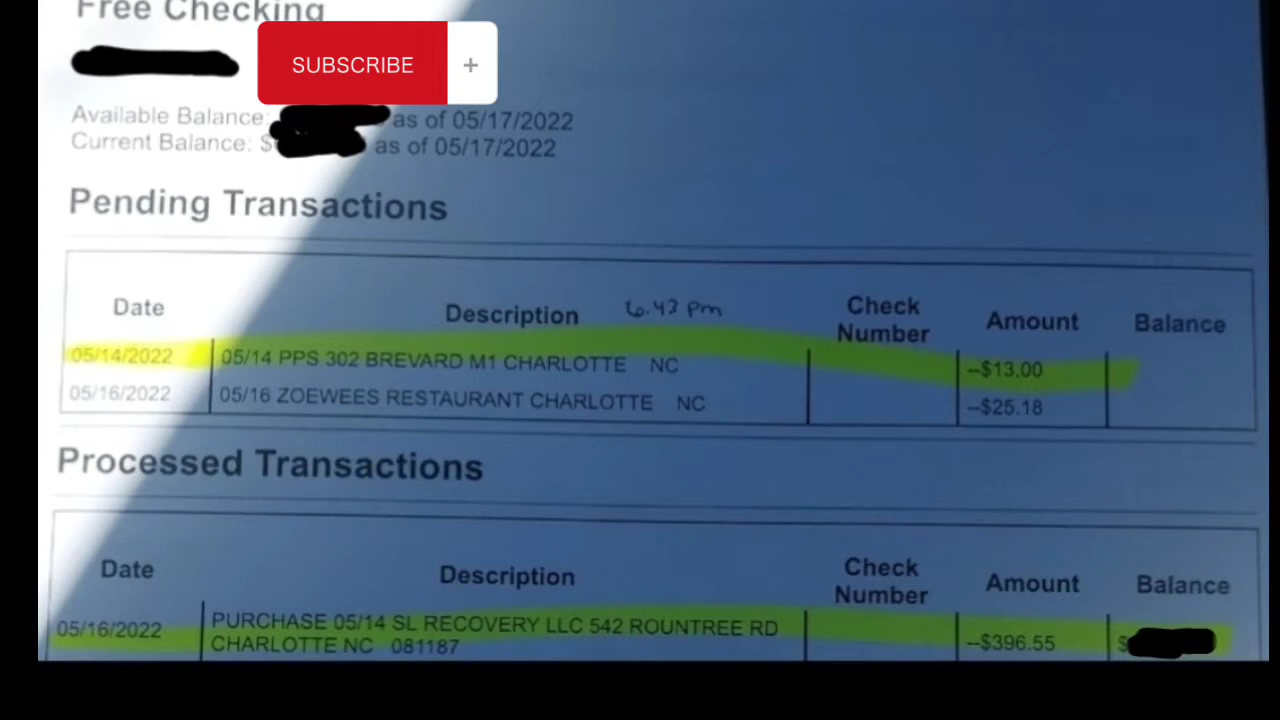 Free Checking
SUBSCRIBE +
Available Balance: as of 05/17/2022
Current Balance: $ as of 05/17/2022
Pending Transactions
Date Description 6.43 pm Check Number Amount Balance
05/14/2022 05/14 PPS 302 BREVARD M1 CHARLOTTE NC --$13.00
05/16/2022 05/16 ZOEWEES RESTAURANT CHARLOTTE NC --$25.18
Processed Transactions
Date Description Check Number Amount Balance
05/16/2022 PURCHASE 05/14 SL RECOVERY LLC 542 ROUNTREE RD --$396.55 $
CHARLOTTE NC 081187